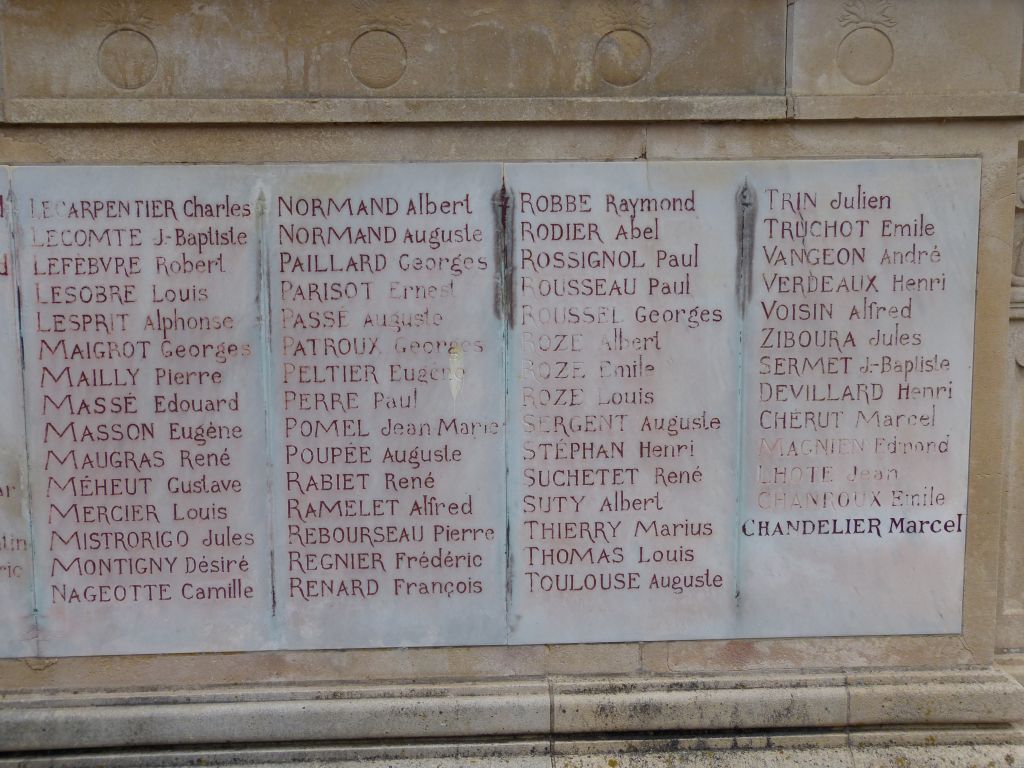 LECARPENTIER Charles
LECOMTE J.-Baptiste
LEFÈBVRE Robert
LESOBRE Louis
LESPRIT Alphonse
MAIGROT Georges
MAILLY Pierre
MASSÉ Edouard
MASSON Eugène
MAUGRAS René
MÉHEUT Gustave
MERCIER Louis
MISTRORIGO Jules
MONTIGNY Désiré
NAGEOTTE Camille
NORMAND Albert
NORMAND Auguste
PAILLARD Georges
PARISOT Ernest
PASSÉ Auguste
PATROUX Georges
PELTIER Eugène
PERRE Paul
POMEL Jean Marie
POUPÉE Auguste
RABIET René
RAMELET Alfred
REBOURSEAU Pierre
REGNIER Frédéric
RENARD François
ROBBE Raymond
RODIER Abel
ROSSIGNOL Paul
ROUSSEAU Paul
ROUSSEL Georges
ROZE Albert
ROZE Emile
ROZE Louis
SERGENT Auguste
STÉPHAN Henri
SUCHETET René
SUTY Albert
THIERRY Marius
THOMAS Louis
TOULOUSE Auguste
TRIN Julien
TRUCHOT Emile
VANGEON André
VERDEAUX Henri
VOISIN Alfred
ZIBOURA Jules
SERMET J.-Baptiste
DEVILLARD Henri
CHÉRUT Marcel
MAGNIEN Edmond
LHOTE Jean
CHANROUX Emile
CHANDELIER Marcel